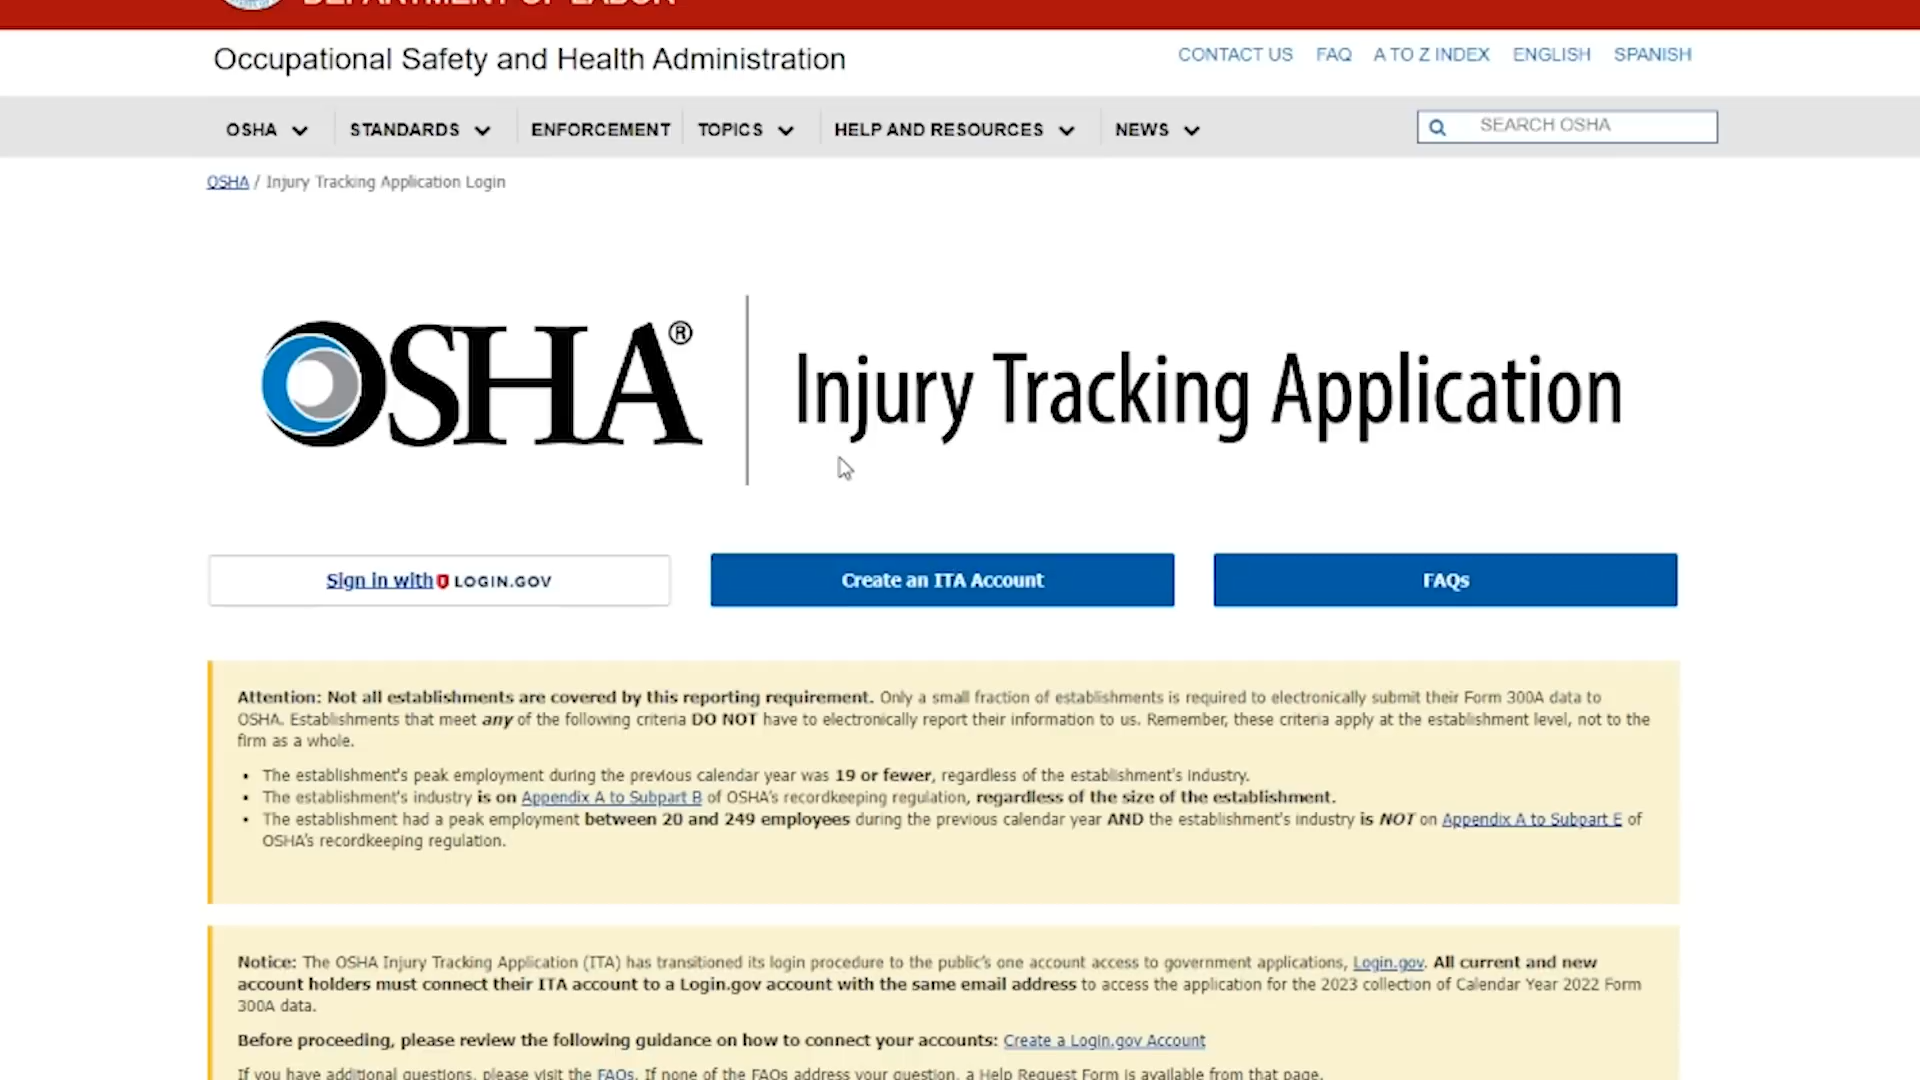 DEPARTMENT OF LABOR
Occupational Safety and Health Administration
CONTACT US FAQ A TO Z INDEX ENGLISH SPANISH
OSHA STANDARDS ENFORCEMENT TOPICS HELP AND RESOURCES NEWS SEARCH OSHA
OSHA / Injury Tracking Application Login
OSHA® Injury Tracking Application
Sign in with LOGIN.GOV Create an ITA Account FAQs
Attention: Not all establishments are covered by this reporting requirement. Only a small fraction of establishments is required to electronically submit their Form 300A data to
OSHA. Establishments that meet any of the following criteria DO NOT have to electronically report their information to us. Remember, these criteria apply at the establishment level, not to the
firm as a whole.
• The establishment's peak employment during the previous calendar year was 19 or fewer, regardless of the establishment's industry.
• The establishment's industry is on Appendix A to Subpart B of OSHA's recordkeeping regulation, regardless of the size of the establishment.
• The establishment had a peak employment between 20 and 249 employees during the previous calendar year AND the establishment's industry is NOT on Appendix A to Subpart E of
OSHA's recordkeeping regulation.
Notice: The OSHA Injury Tracking Application (ITA) has transitioned its login procedure to the public's one account access to government applications, Login.gov. All current and new
account holders must connect their ITA account to a Login.gov account with the same email address to access the application for the 2023 collection of Calendar Year 2022 Form
300A data.
Before proceeding, please review the following guidance on how to connect your accounts: Create a Login.gov Account
If you have additional questions, please visit the FAQs. If none of the FAQs address your question, a Help Request Form is available from that page.